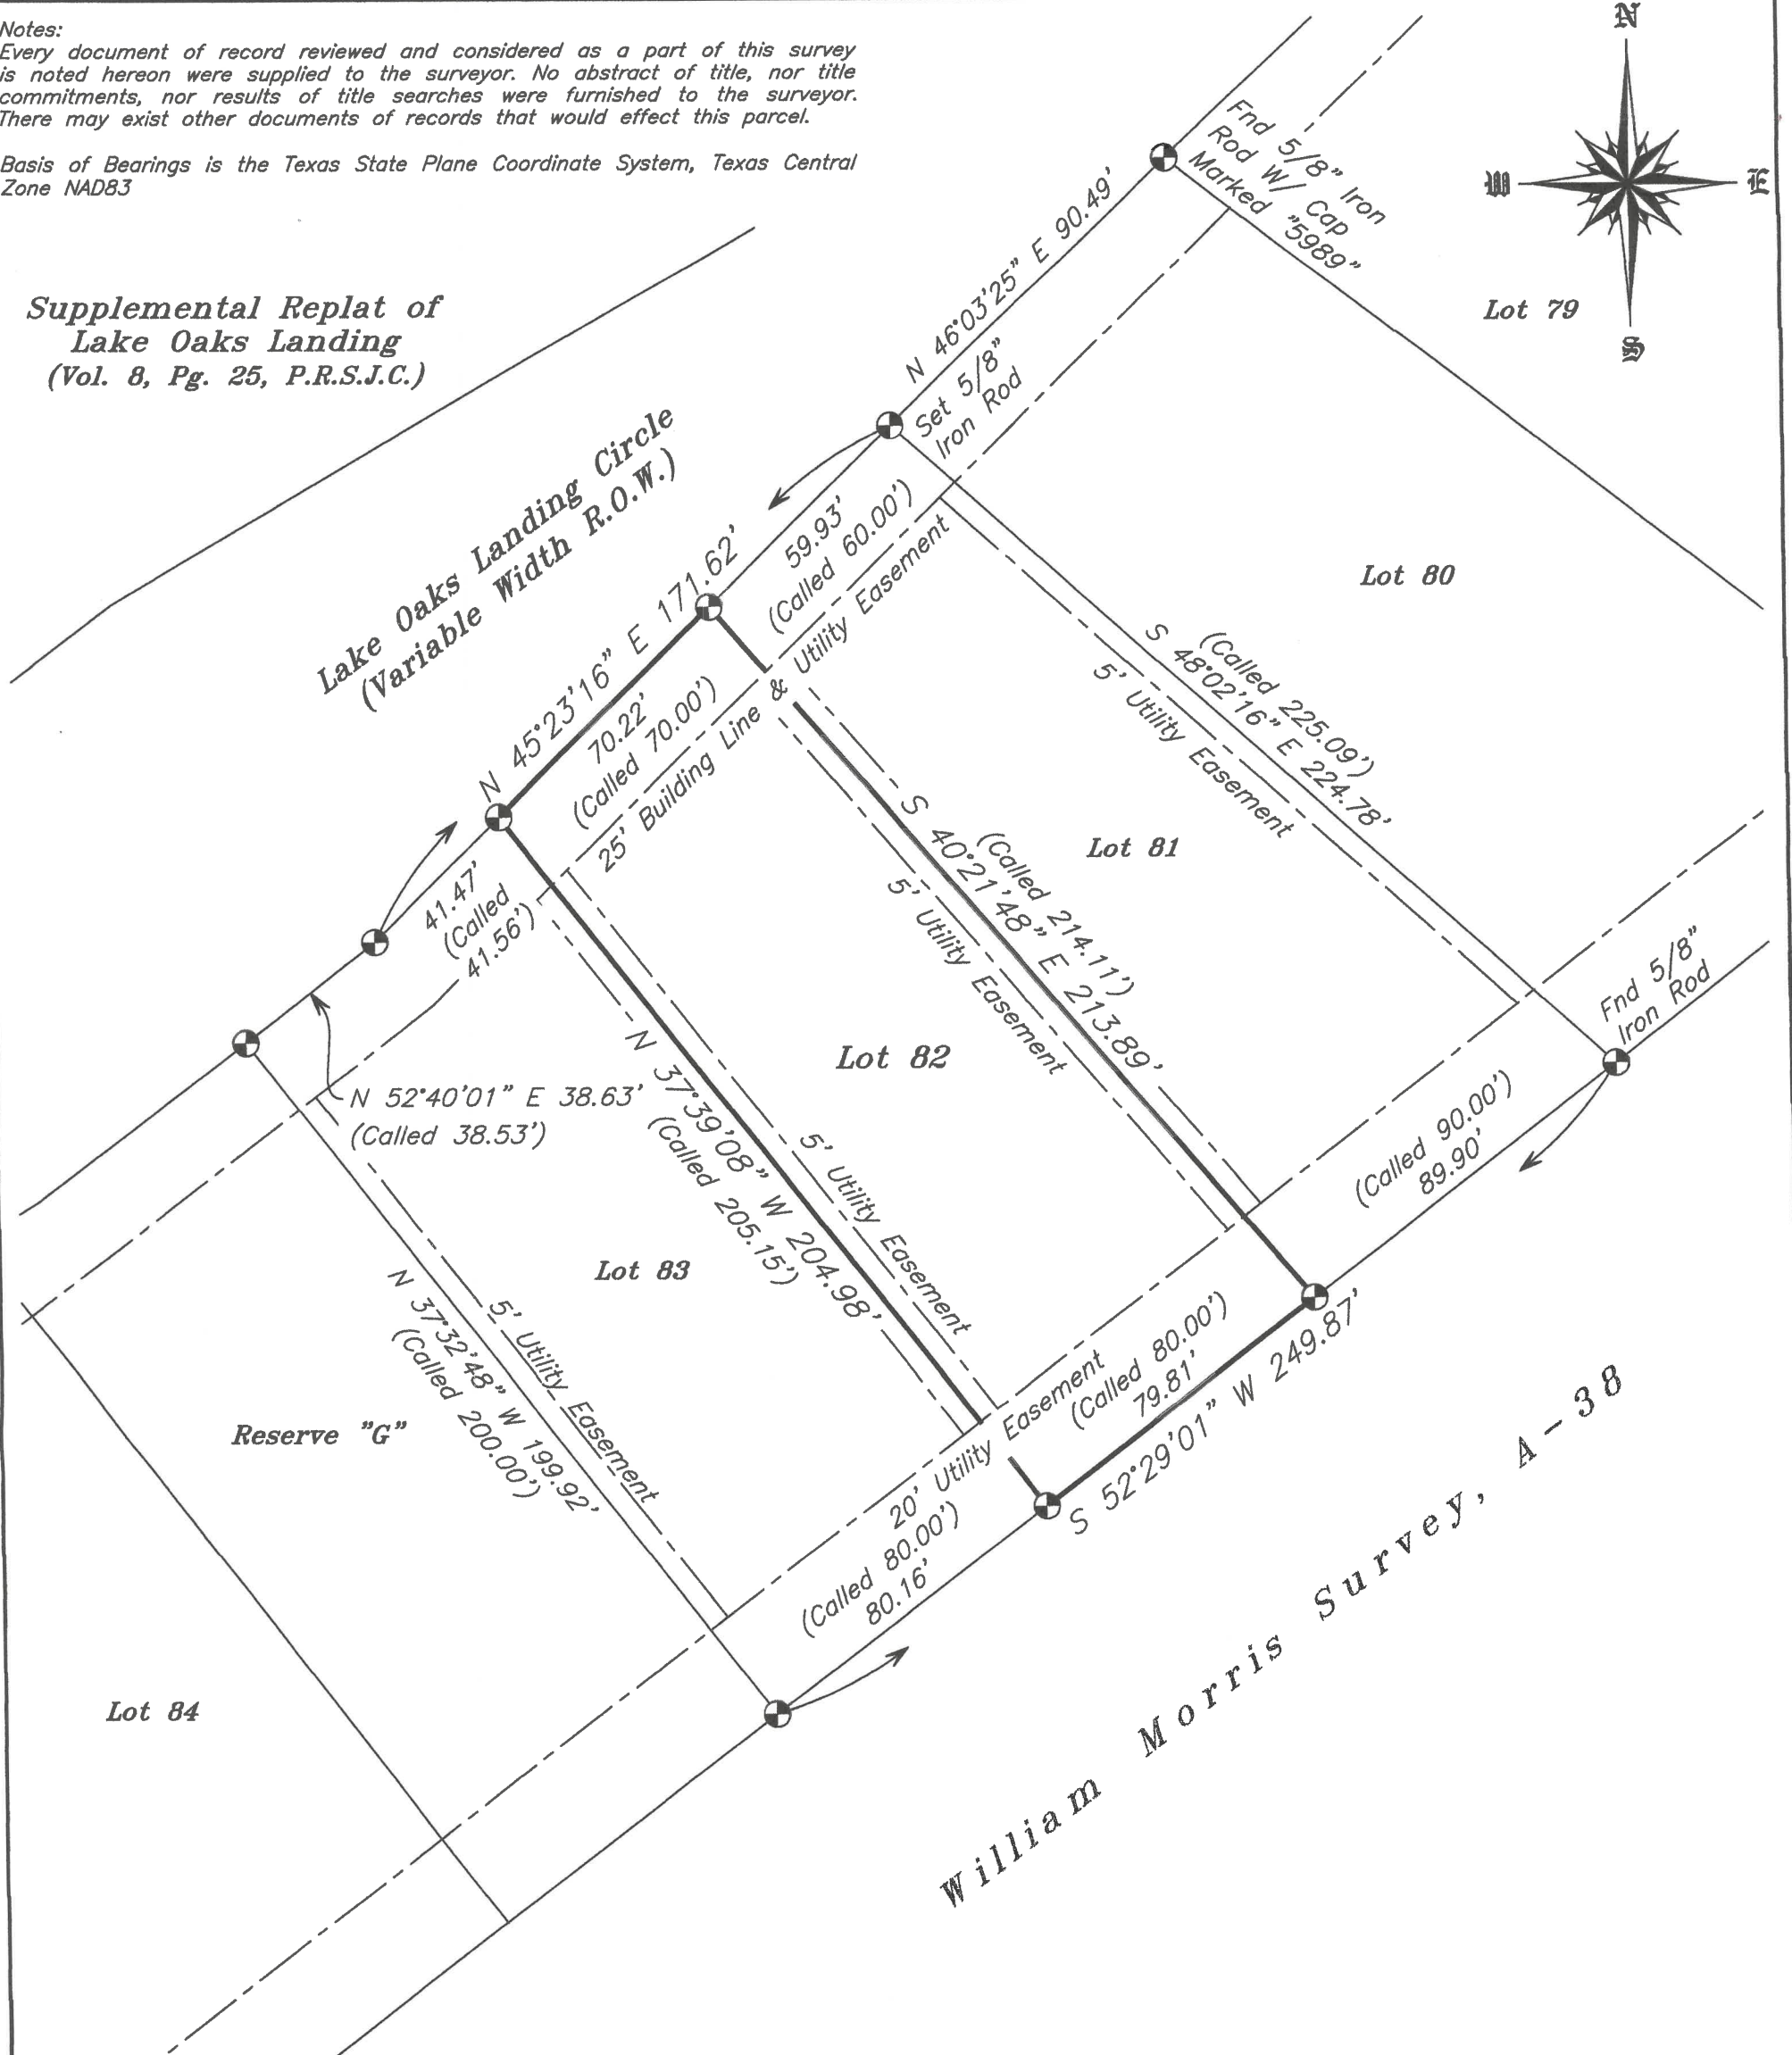 Notes:
Every document of record reviewed and considered as a part of this survey
is noted hereon were supplied to the surveyor. No abstract of title, nor title
commitments, nor results of title searches were furnished to the surveyor.
There may exist other documents of records that would effect this parcel.
Basis of Bearings is the Texas State Plane Coordinate System, Texas Central
Zone NAD83
N
W
E
S
Supplemental Replat of
Lake Oaks Landing
(Vol. 8, Pg. 25, P.R.S.J.C.)
Fnd 5/8" Iron
Rod W/ Cap
Marked "5989"
Lot 79
N 46°03'25" E 90.49'
Set 5/8"
Iron Rod
Lake Oaks Landing Circle
(Variable Width R.O.W.)
N 45°23'16" E 171.62'
59.93'
(Called 60.00')
70.22'
(Called 70.00')
25' Building Line & Utility Easement
41.47'
(Called
41.56')
Lot 80
(Called 225.09')
S 48°02'16" E 224.78'
5' Utility Easement
Lot 81
(Called 214.11')
S 40°21'48" E 213.89'
5' Utility Easement
Fnd 5/8"
Iron Rod
Lot 82
N 52°40'01" E 38.63'
(Called 38.53')
N 37°39'08" W 204.98'
(Called 205.15')
5' Utility Easement
(Called 90.00')
89.90'
Lot 83
N 37°32'48" W 199.92'
(Called 200.00')
5' Utility Easement
20' Utility Easement
(Called 80.00')
79.81'
S 52°29'01" W 249.87'
(Called 80.00')
80.16'
Reserve "G"
Lot 84
William Morris Survey, A-38